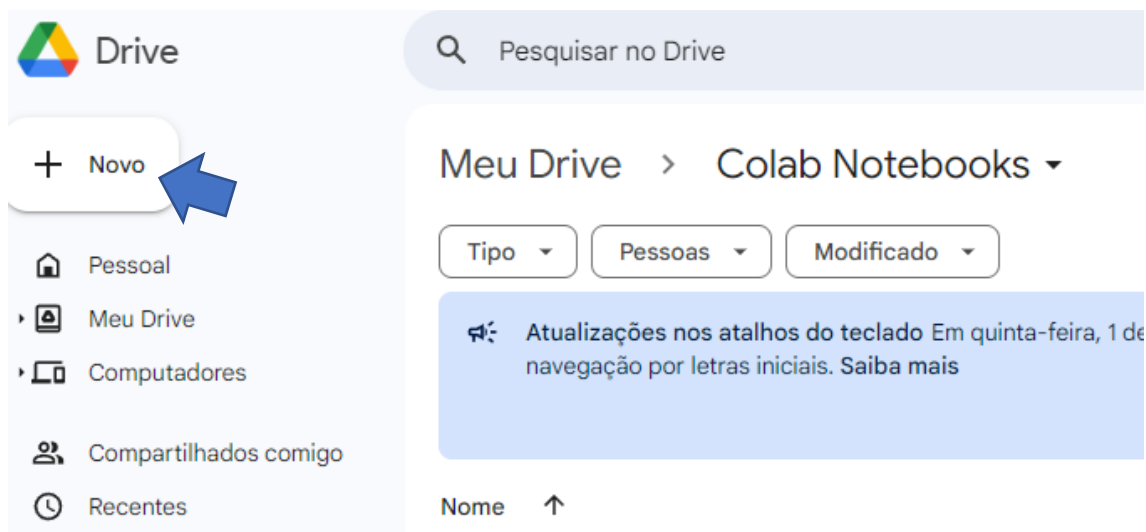 Drive
Pesquisar no Drive
Novo
Meu Drive > Colab Notebooks
Tipo
Pessoas
Modificado
Pessoal
Meu Drive
Computadores
Compartilhados comigo
Recentes
Atualizações nos atalhos do teclado Em quinta-feira, 1 de
navegação por letras iniciais. Saiba mais
Nome